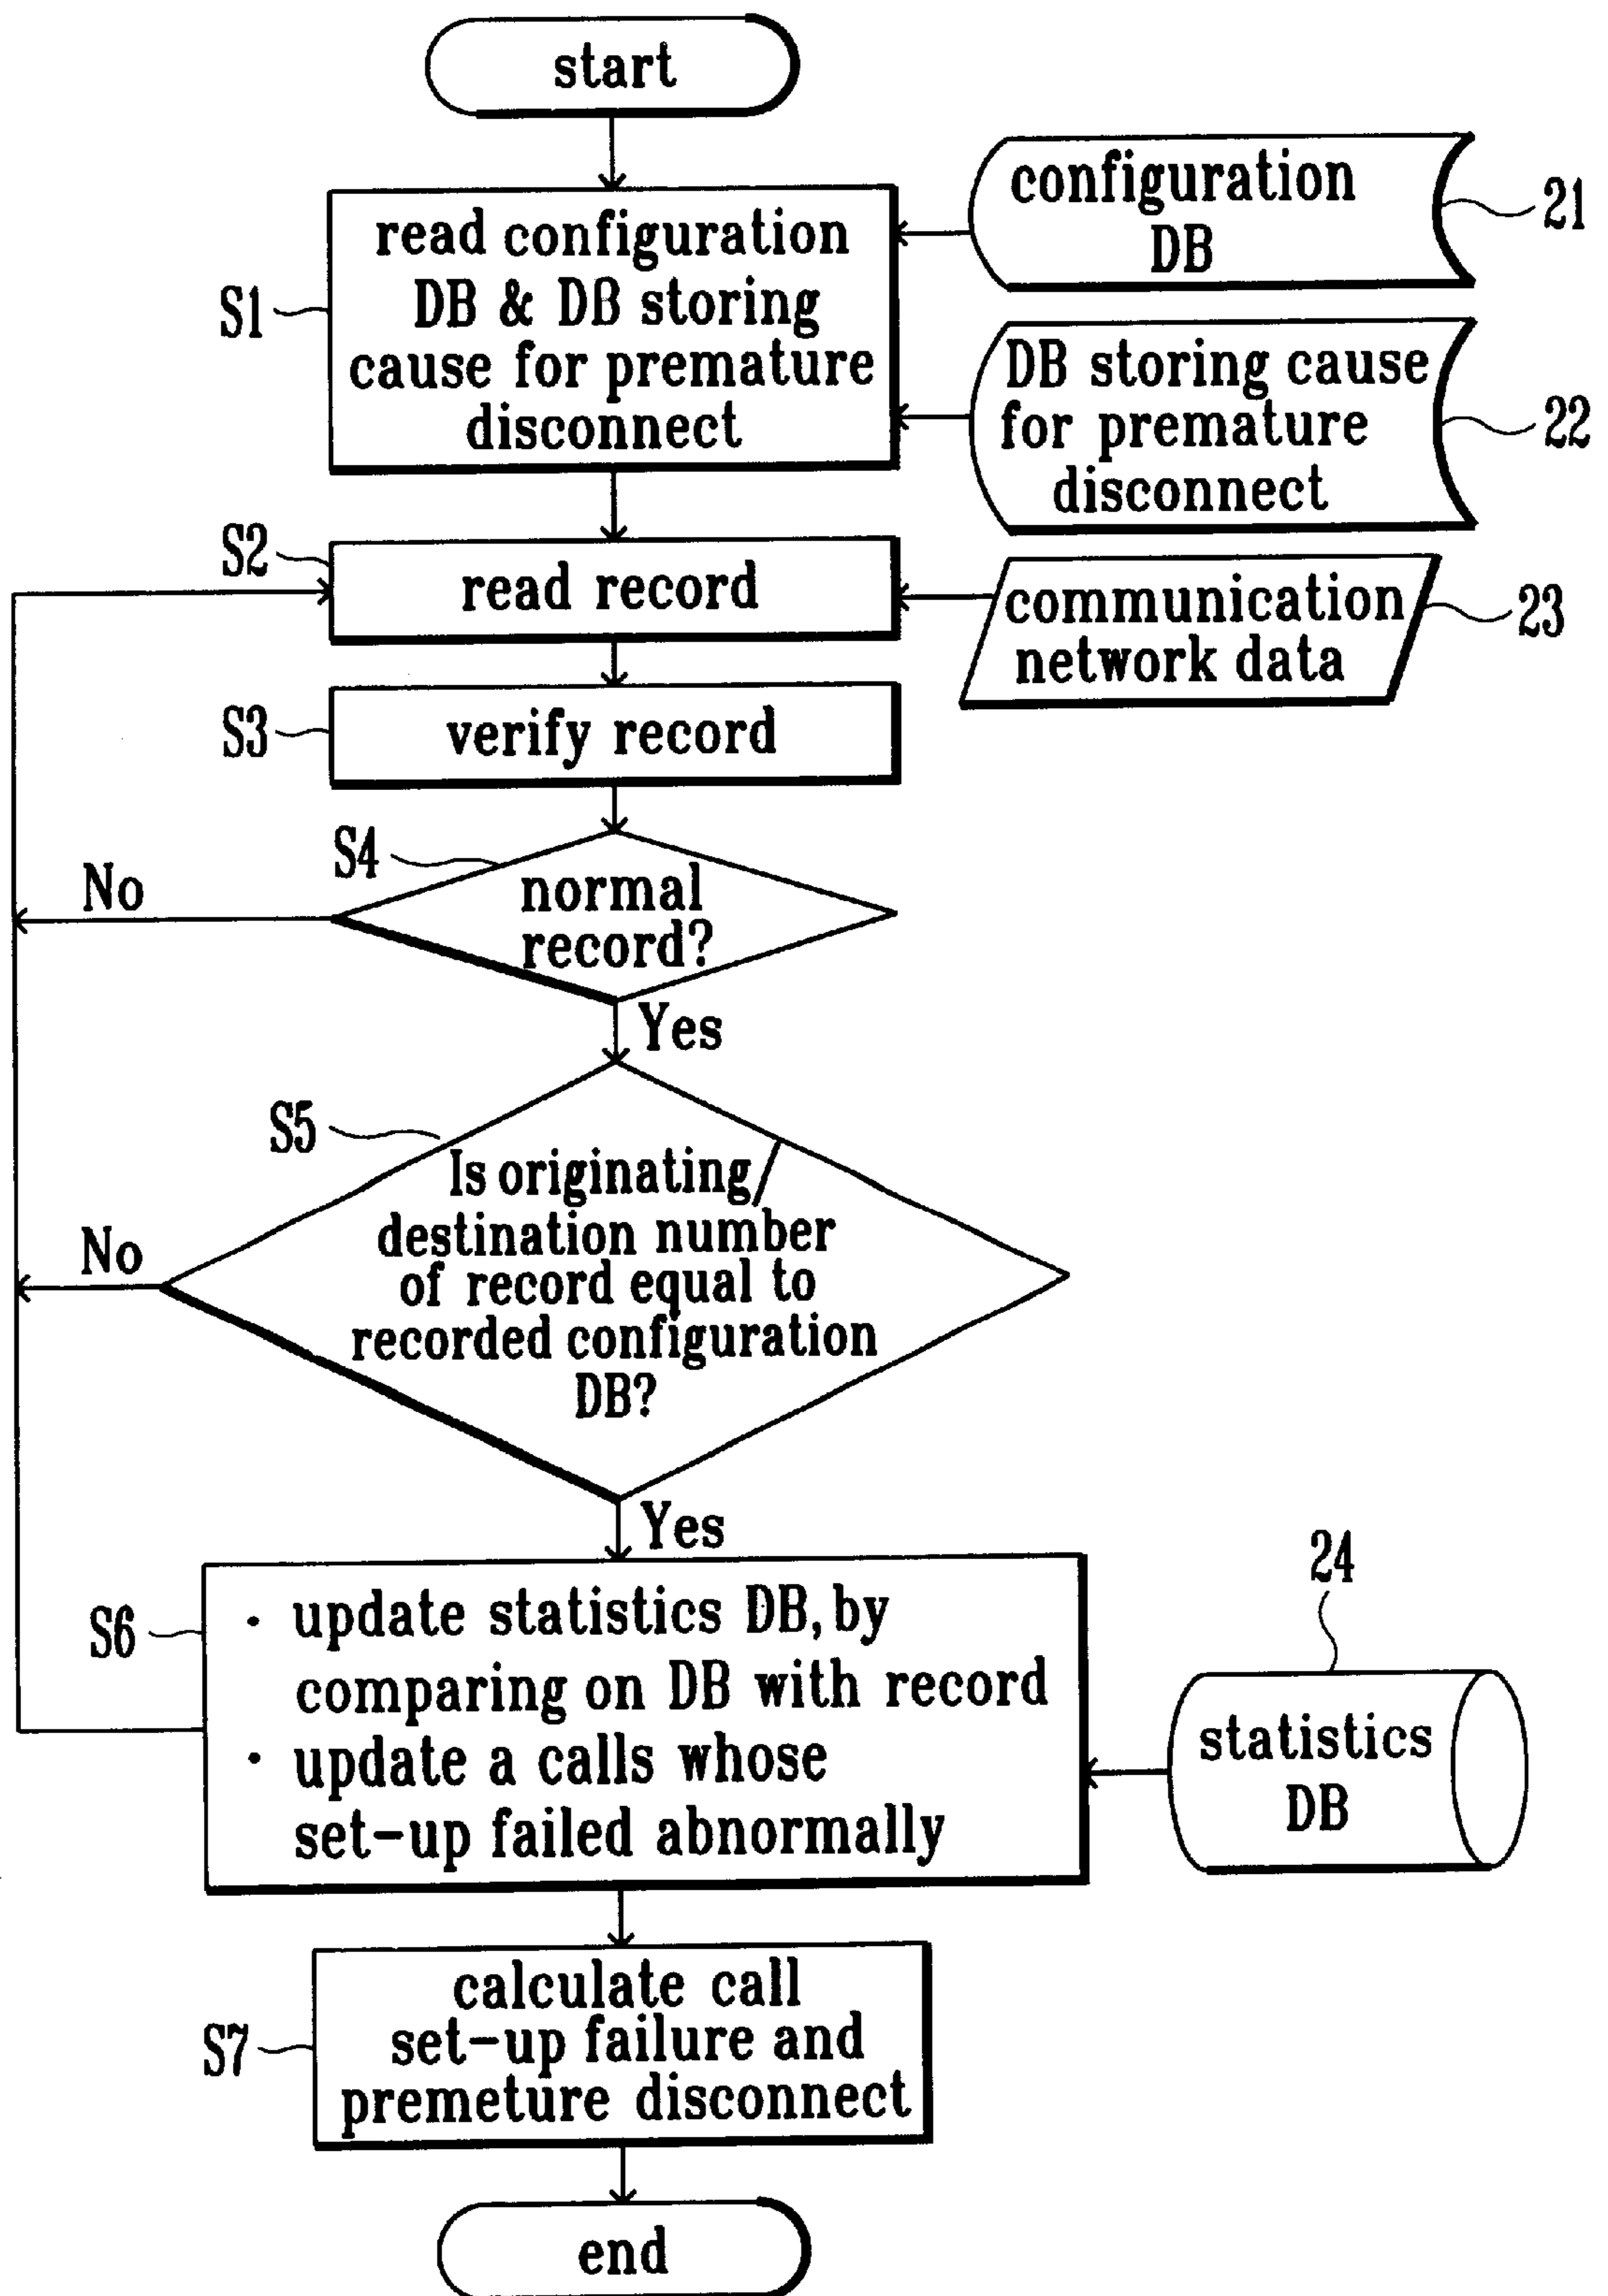 start
read configuration
DB & DB storing
cause for premature
disconnect
S1
configuration
DB
21
DB storing cause
for premature
disconnect
22
S2
read record
communication
network data
23
S3
verify record
S4
normal
record?
No
Yes
S5
Is originating/
destination number
of record equal to
recorded configuration
DB?
No
Yes
S6
· update statistics DB, by
comparing on DB with record
· update a calls whose
set-up failed abnormally
24
statistics
DB
S7
calculate call
set-up failure and
premeture disconnect
end